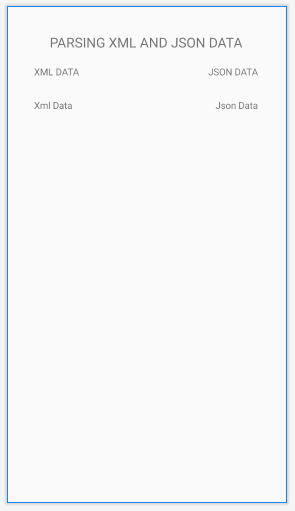 PARSING XML AND JSON DATA
XML DATA JSON DATA
Xml Data Json Data